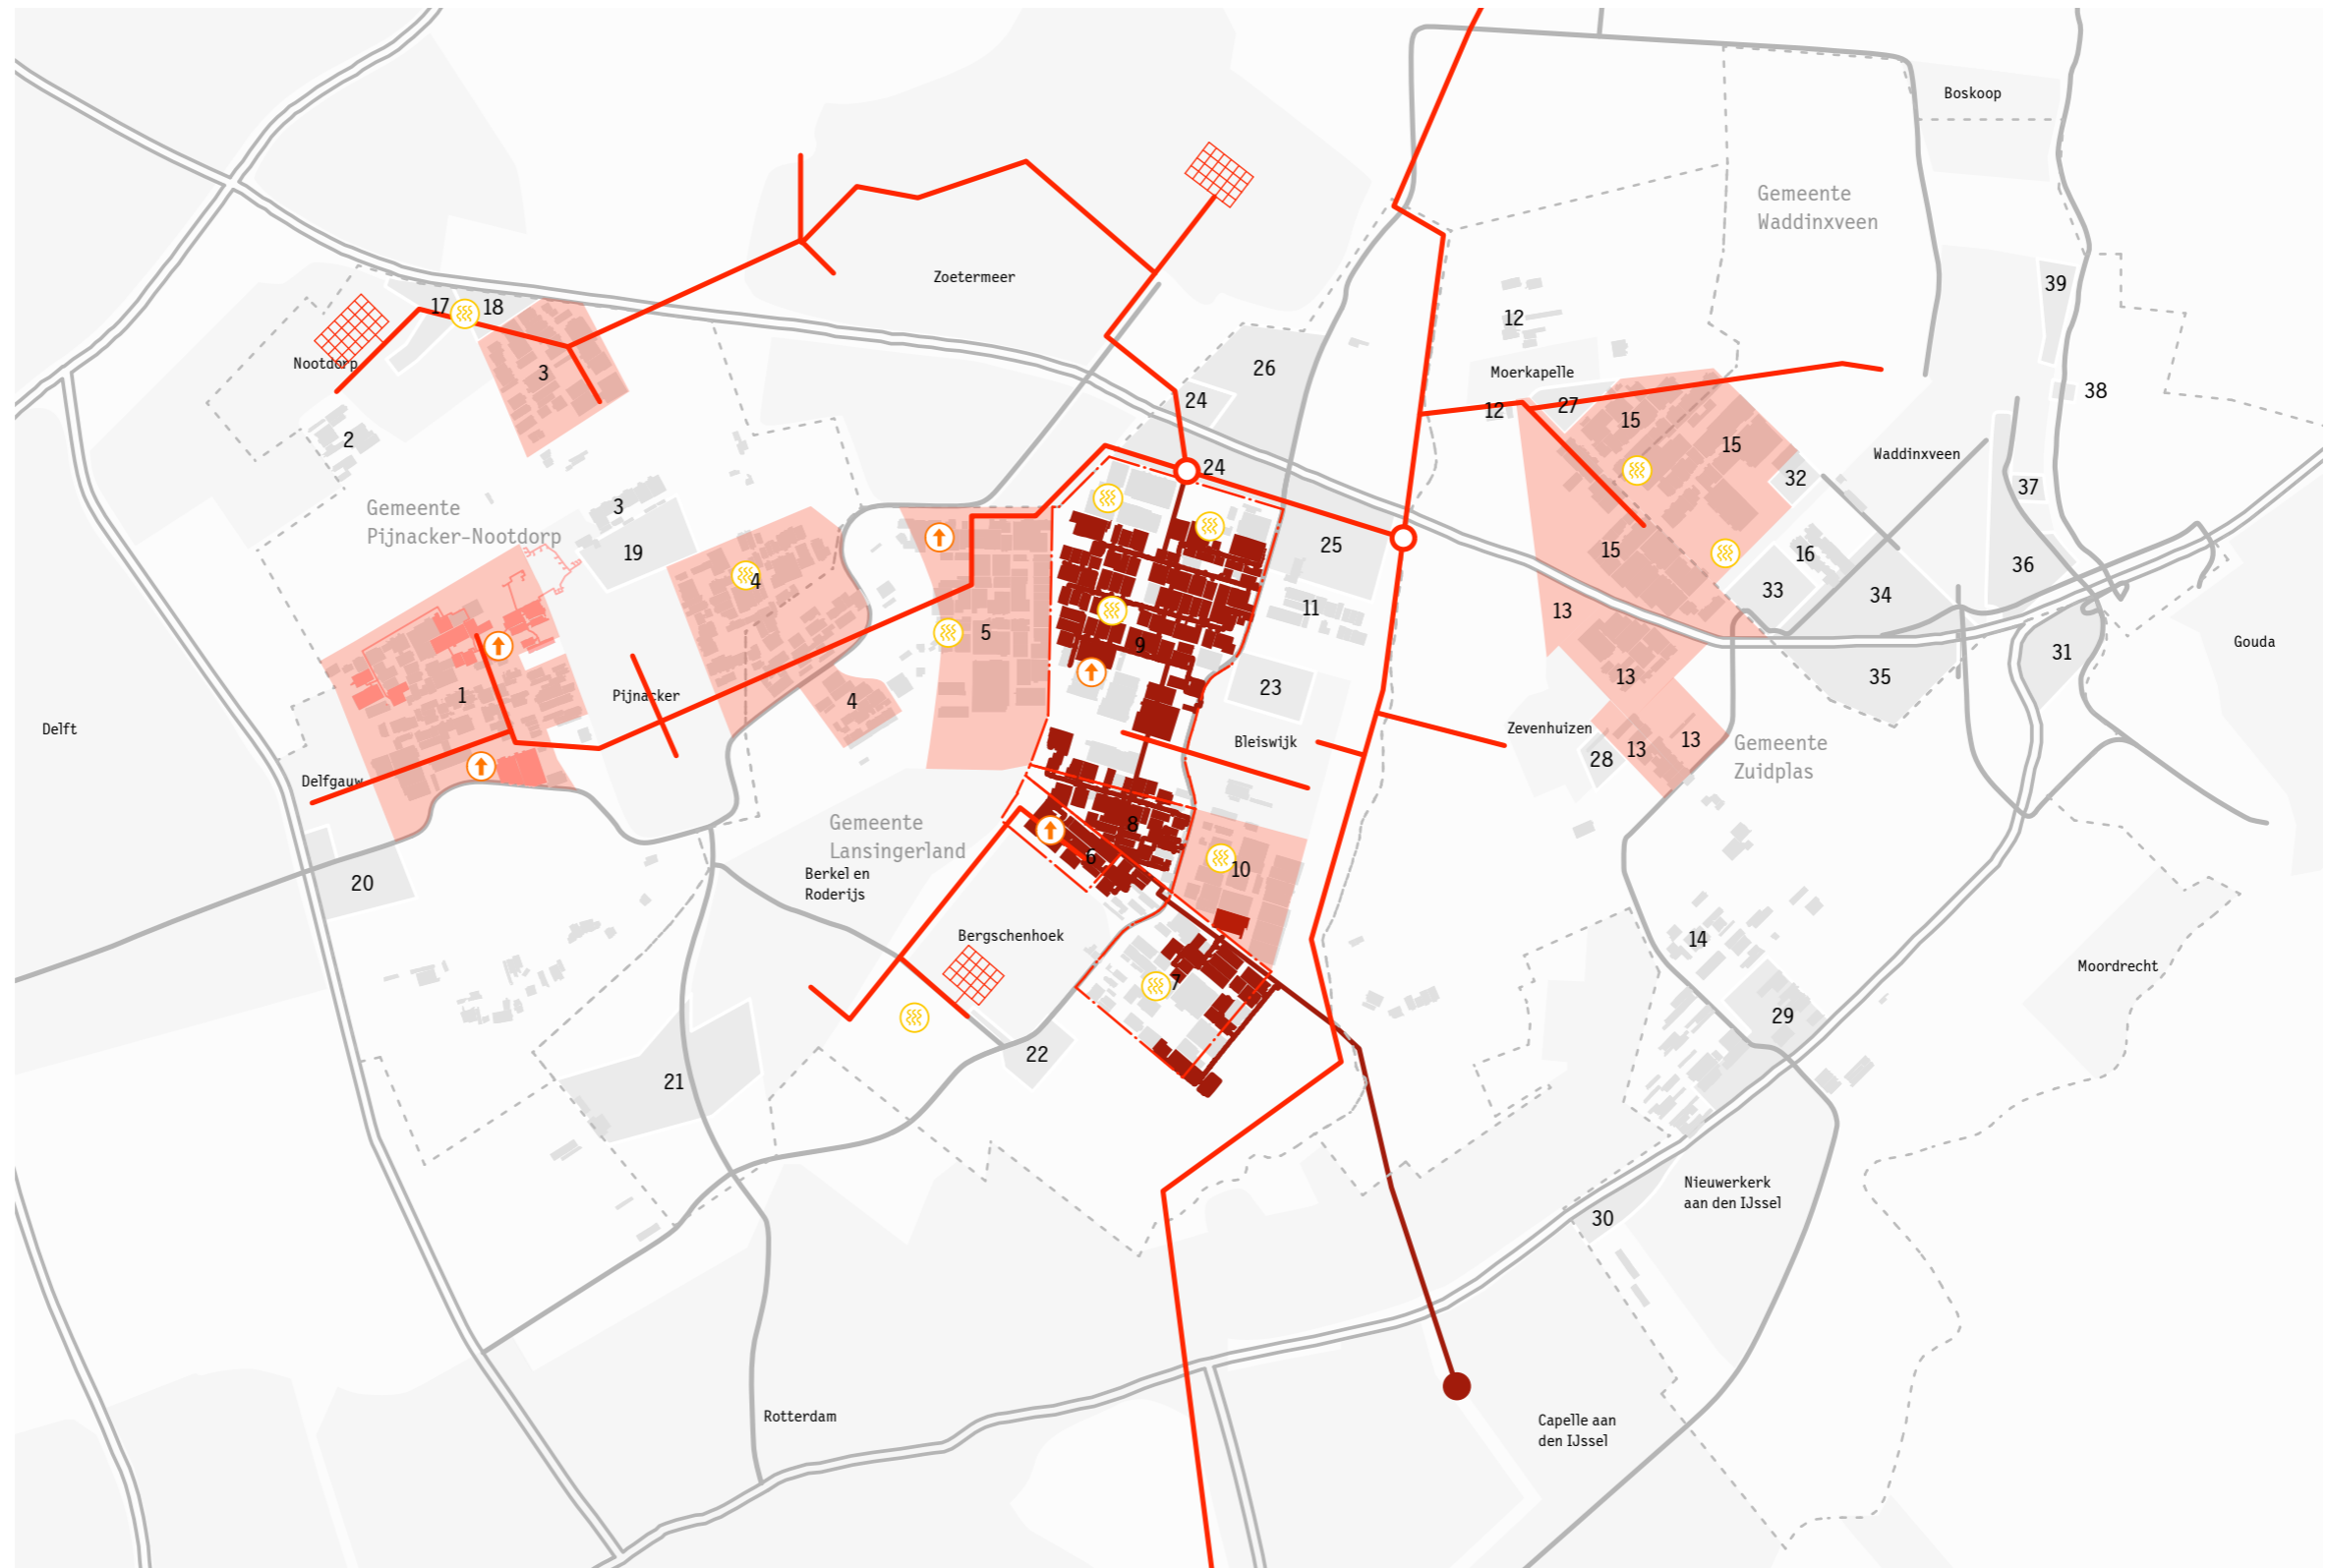 Boskoop
Gemeente
Waddinxveen
Zoetermeer
39
17
18
12
26
Nootdorp
3
Moerkapelle
38
24
12
27
15
2
15
Waddinxveen
24
32
37
3
Gemeente
Pijnacker-Nootdorp
25
19
15
16
36
4
33
34
11
13
5
9
Gouda
31
13
35
1
Pijnacker
4
23
Delft
Zevenhuizen
Bleiswijk
13
13
Gemeente
Zuidplas
28
Delfgauw
Gemeente
Lansingerland
8
6
Berkel en
Roderijs
10
20
Bergschenhoek
14
Moordrecht
7
29
22
21
Nieuwerkerk
aan den IJssel
30
Rotterdam
Capelle aan
den IJssel